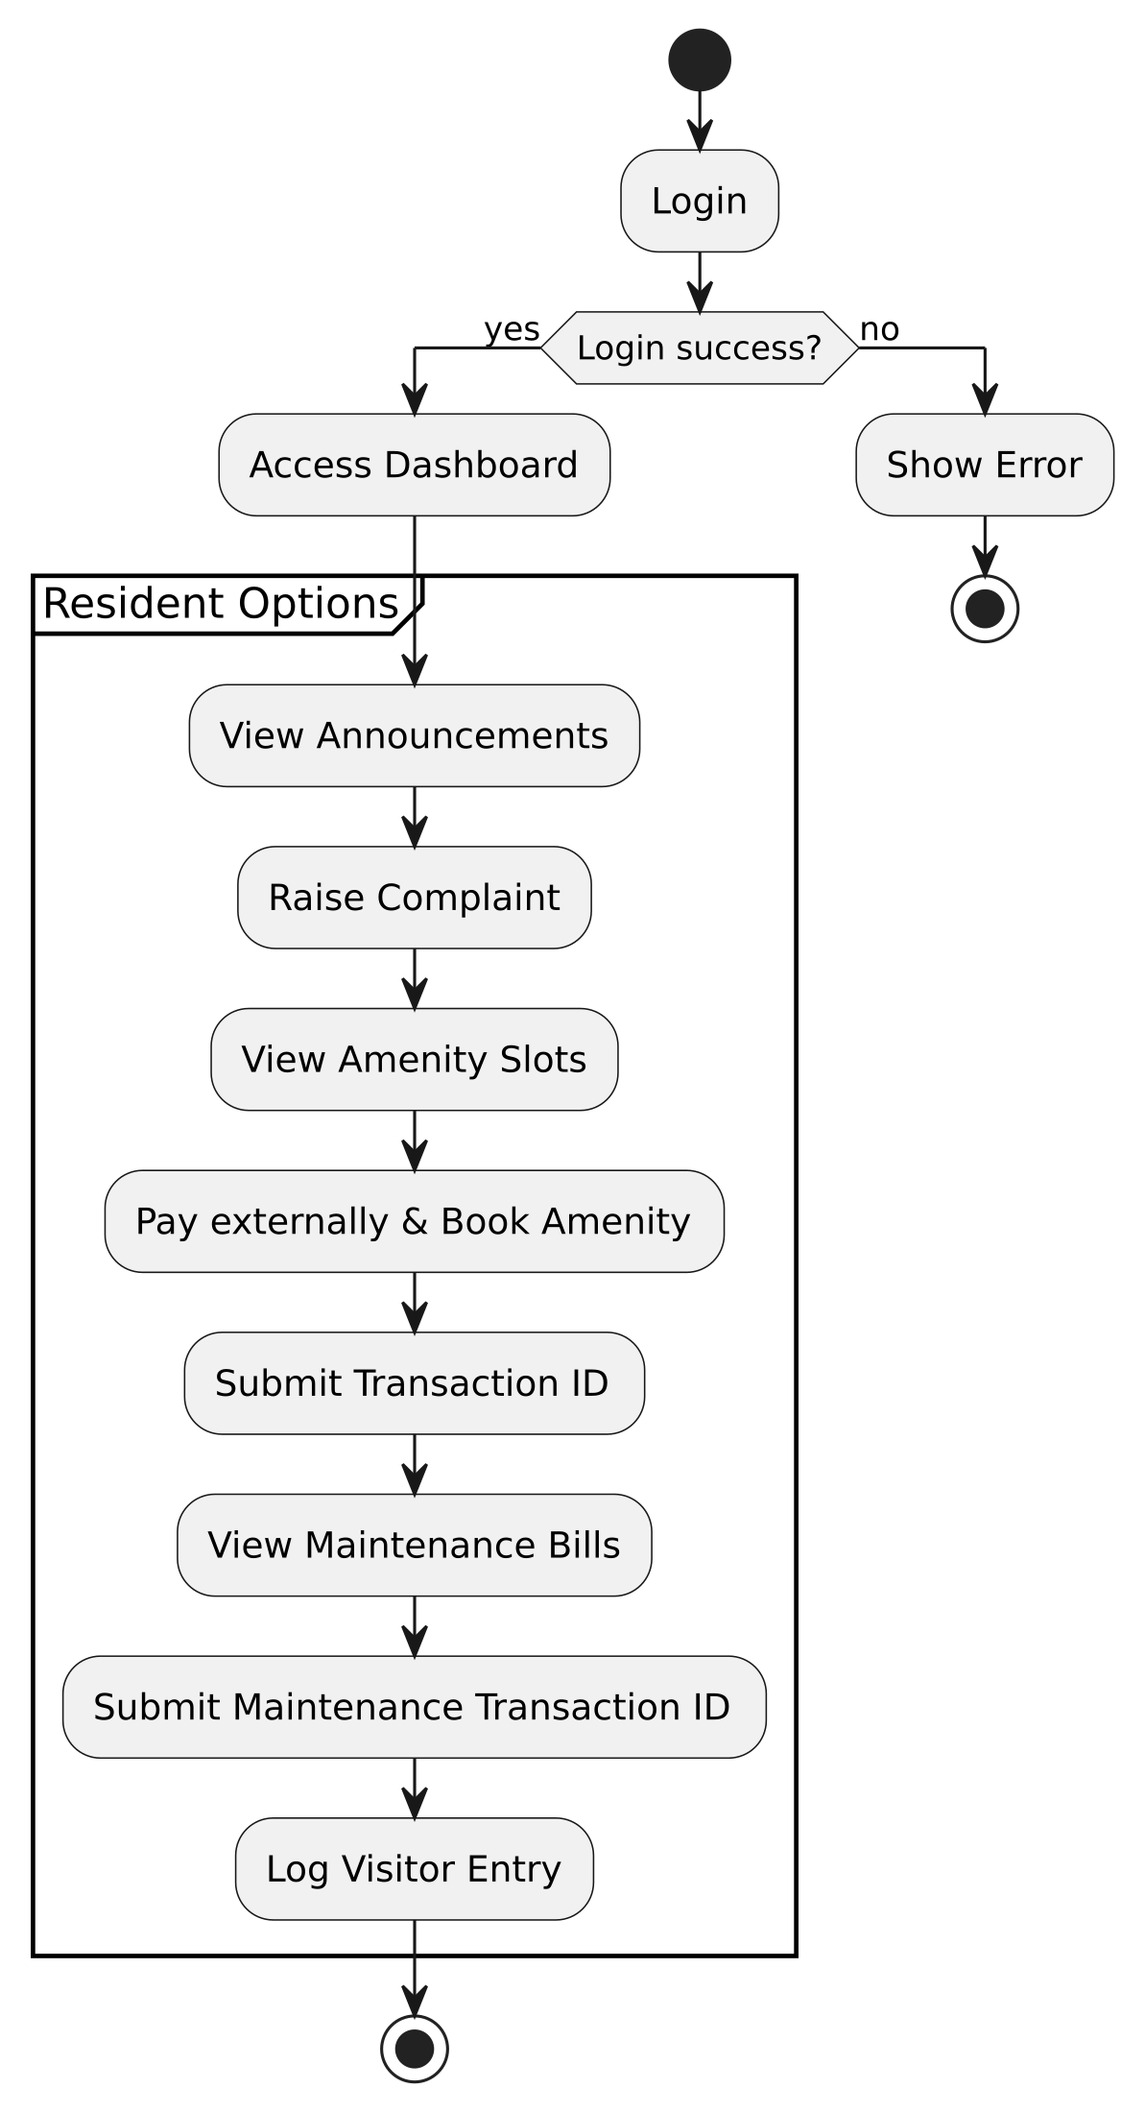 Login
yes
Login success?
no
Access Dashboard
Show Error
Resident Options
View Announcements
Raise Complaint
View Amenity Slots
Pay externally & Book Amenity
Submit Transaction ID
View Maintenance Bills
Submit Maintenance Transaction ID
Log Visitor Entry